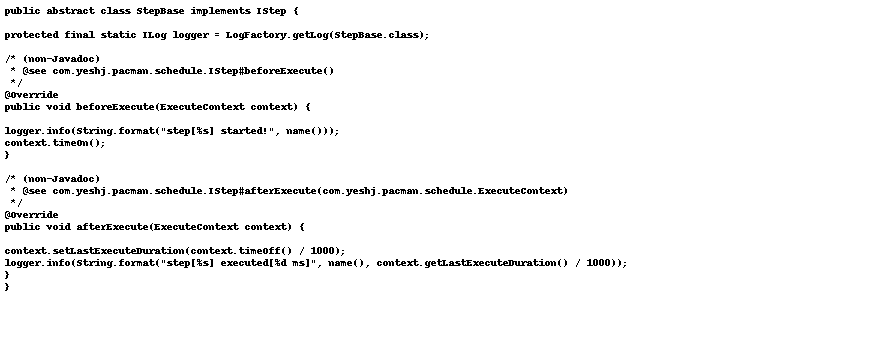 public abstract class StepBase implements IStep {
protected final static ILog logger = LogFactory.getLog(StepBase.class);
/* (non-Javadoc)
* @see com.yeshj.pacman.schedule.IStep#beforeExecute()
*/
@Override
public void beforeExecute(ExecuteContext context) {
logger.info(String.format("step[%s] started!", name()));
context.timeOn();
}
/* (non-Javadoc)
* @see com.yeshj.pacman.schedule.IStep#afterExecute(com.yeshj.pacman.schedule.ExecuteContext)
*/
@Override
public void afterExecute(ExecuteContext context) {
context.setLastExecuteDuration(context.timeOff() / 1000);
logger.info(String.format("step[%s] executed[%d ms]", name(), context.getLastExecuteDuration() / 1000));
}
}